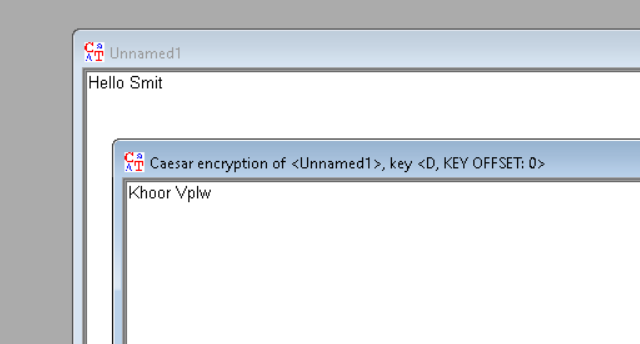 Unnamed1
Hello Smit
Caesar encryption of <Unnamed1>, key <D, KEY OFFSET: 0>
Khoor Vplw